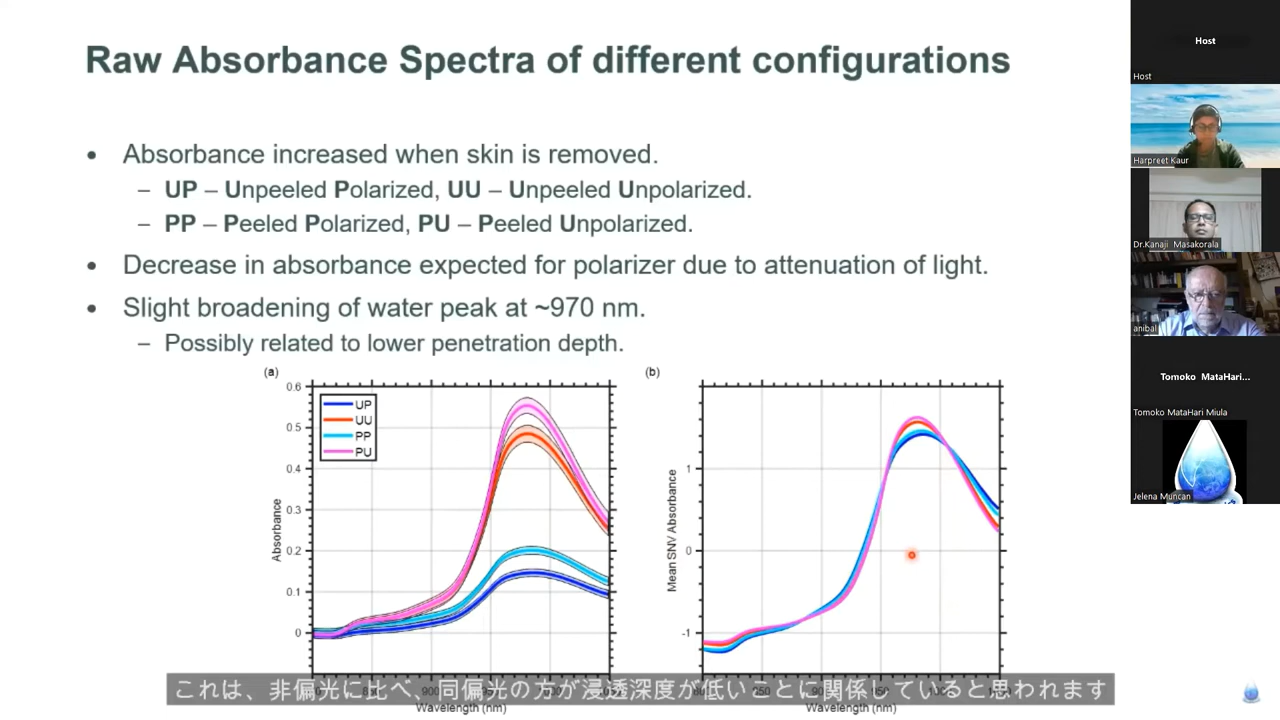 Raw Absorbance Spectra of different configurations
• Absorbance increased when skin is removed.
– UP – Unpeeled Polarized, UU – Unpeeled Unpolarized.
– PP – Peeled Polarized, PU – Peeled Unpolarized.
• Decrease in absorbance expected for polarizer due to attenuation of light.
• Slight broadening of water peak at ~970 nm.
– Possibly related to lower penetration depth.
(a)
0.6
0.5
0.4
0.3
0.2
0.1
0
Absorbance
UP
UU
PP
PU
Wavelength (nm)
(b)
1
0
-1
Mean SNV Absorbance
Wavelength (nm)
これは、非偏光に比べ、同偏光の方が浸透深度が低いことに関係していると思われます
Host
Host
Harpreet Kaur
Dr.Kanaji Masakorala
anibal
Tomoko MataHari...
Tomoko MataHari Miula
Jelena Muncan